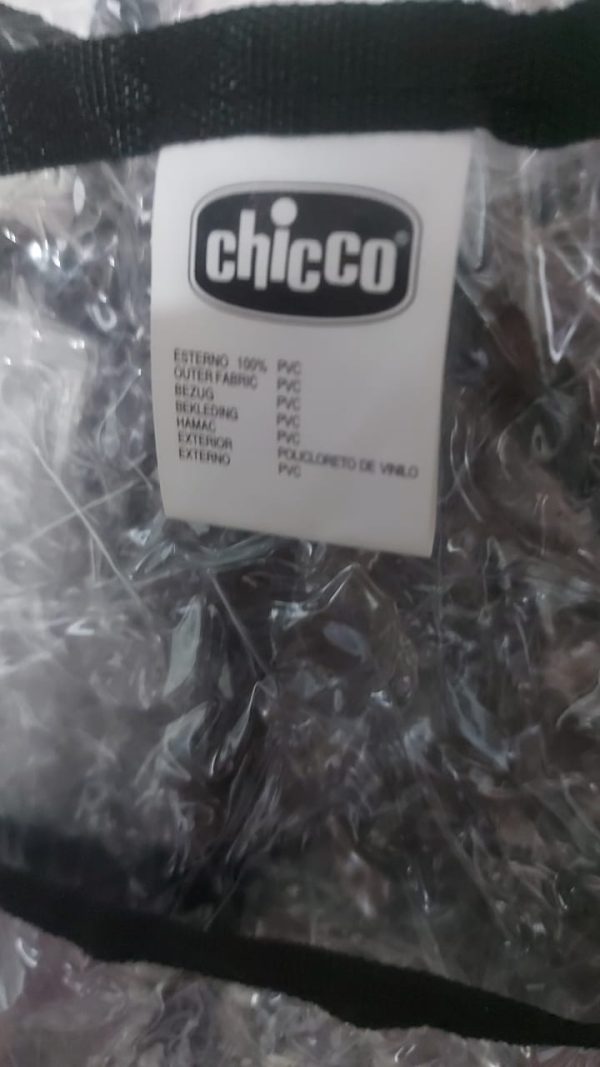 chicco
ESTERNO 100% PVC
OUTER FABRIC PVC
BEZUG PVC
BEKLEDING PVC
HAMAC PVC
EXTERIOR POLICLORETO DE VINILO
EXTERNO PVC